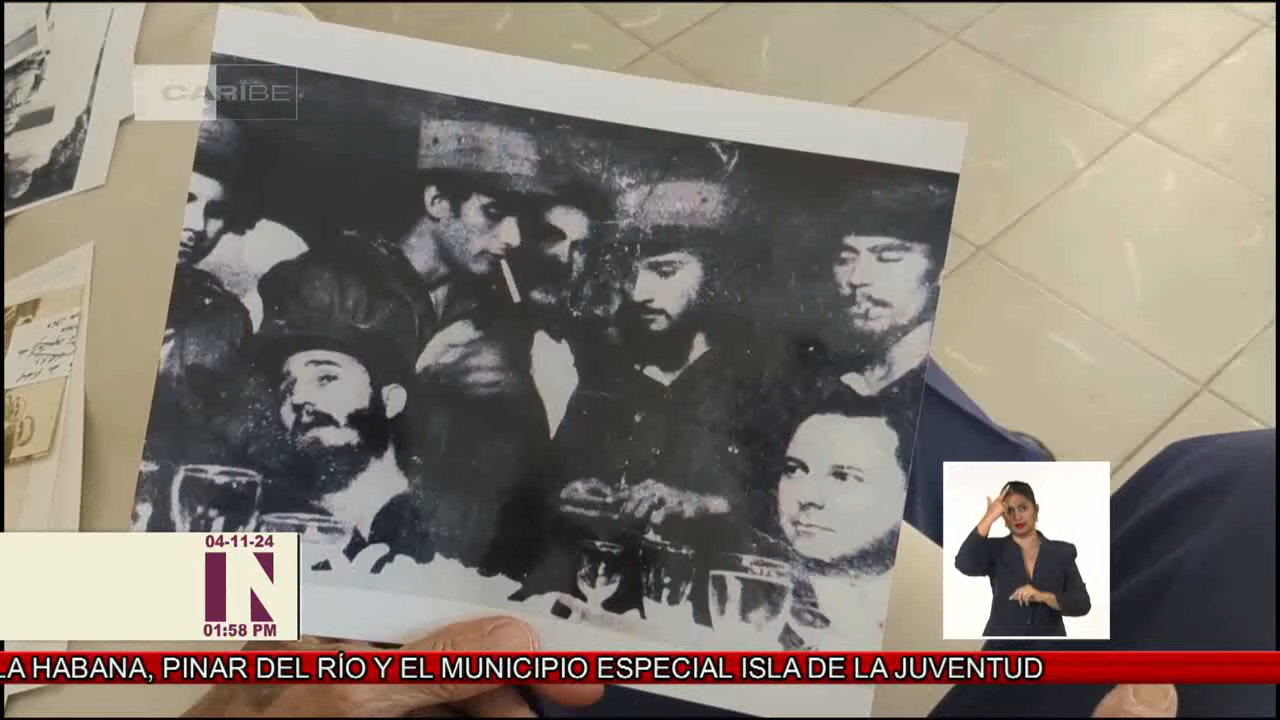 CARIBE
04-11-24
IN
01:58 PM
LA HABANA, PINAR DEL RÍO Y EL MUNICIPIO ESPECIAL ISLA DE LA JUVENTUD